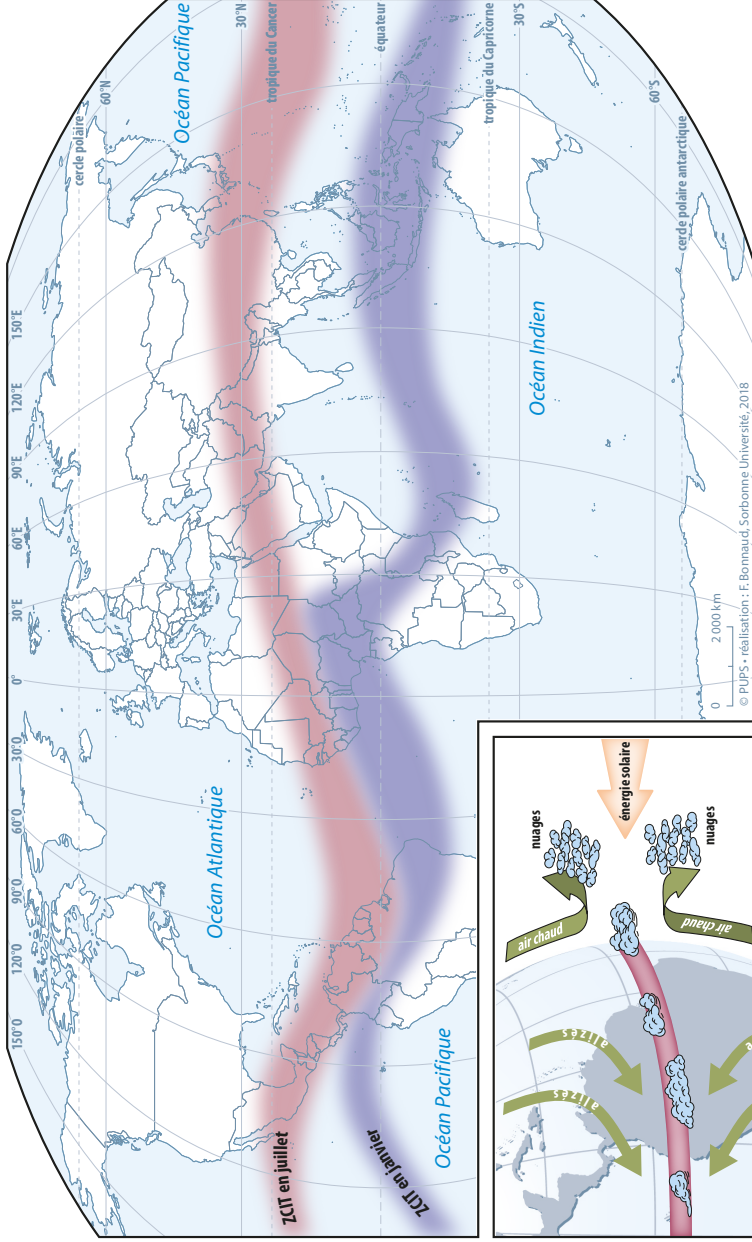 150°O
120°O
90°O
60°O
30°O
0°
30°E
60°E
90°E
120°E
150°E
cercle polaire
60°N
Océan Pacifique
30°N
tropique du Cancer
Océan Atlantique
équateur
ZCIT en juillet
ZCIT en janvier
Océan Pacifique
Océan Indien
tropique du Capricorne
30°S
60°S
cercle polaire antarctique
0
2 000 km
© PUPS • réalisation : F. Bonnaud, Sorbonne Université, 2018
air chaud
nuages
alizés
alizés
énergie solaire
air chaud
nuages